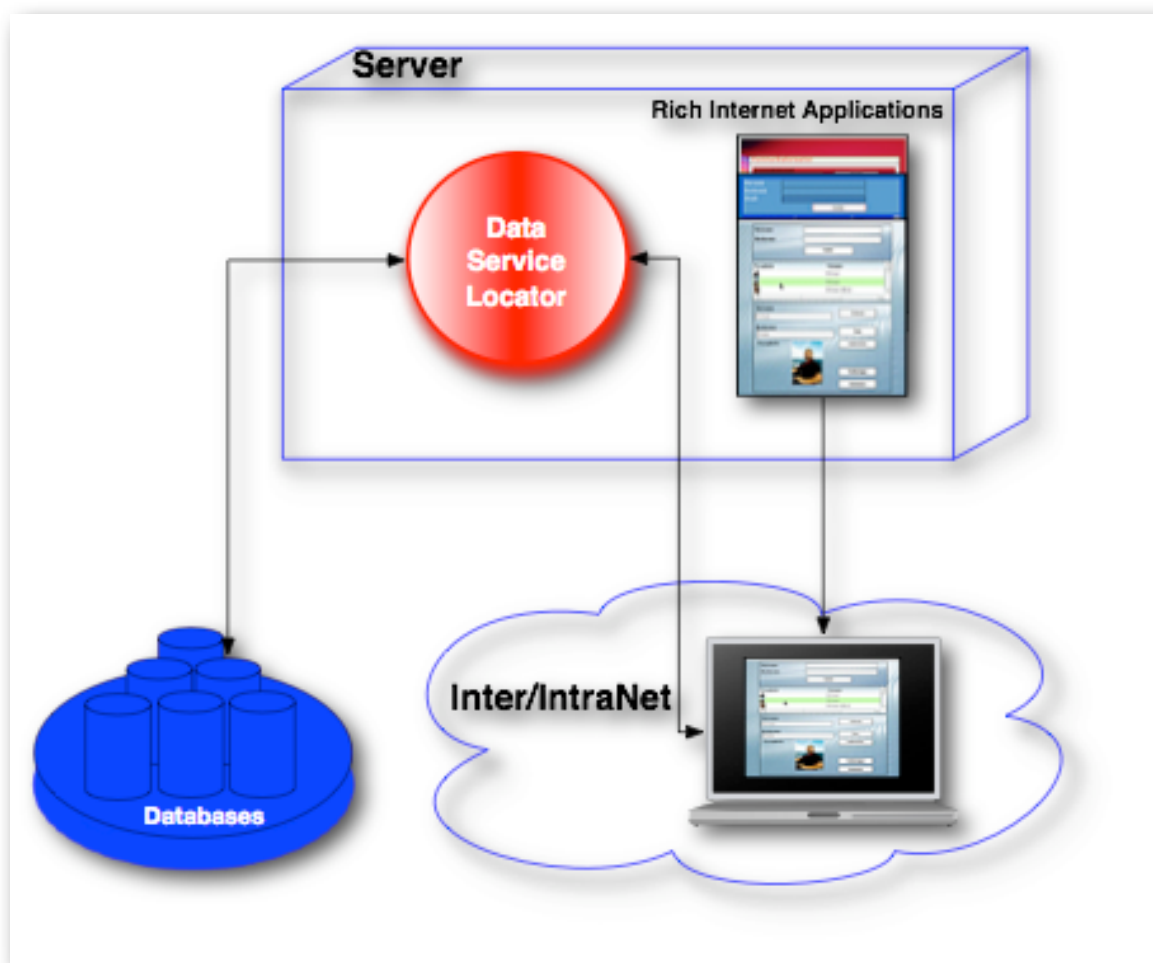 Server
Rich Internet Applications
Data
Service
Locator
Inter/IntraNet
Databases